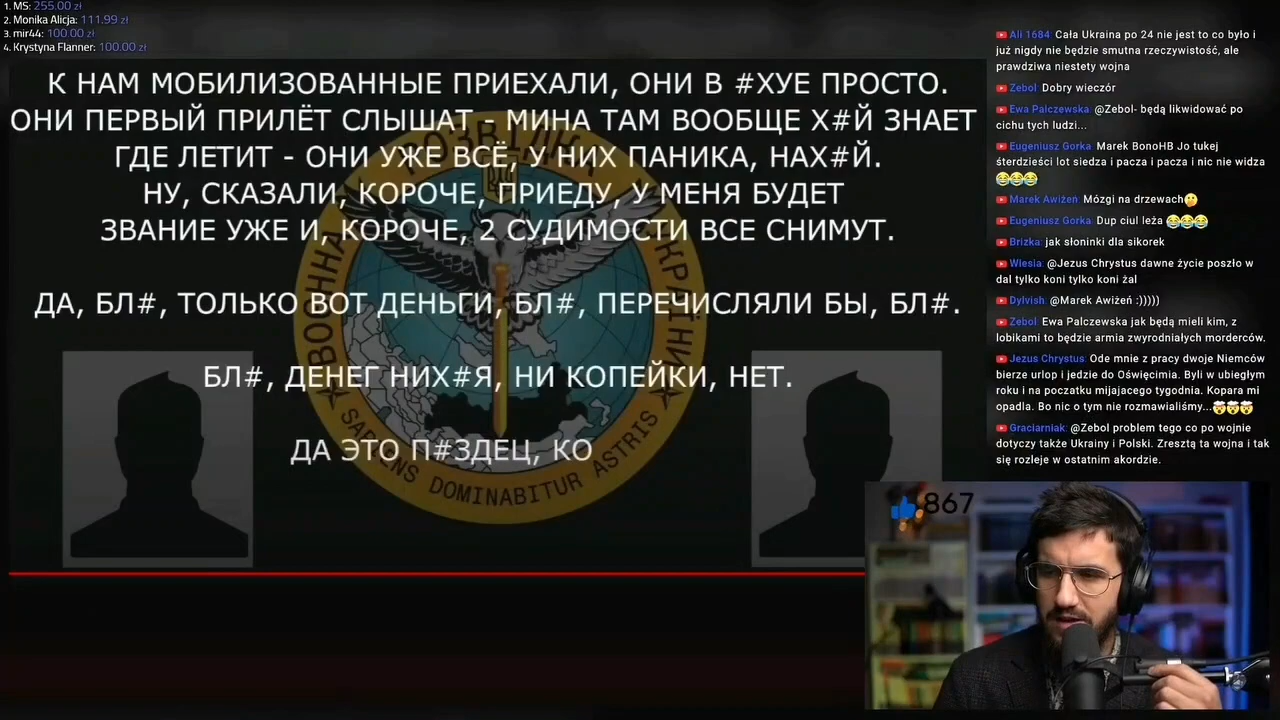 1. MS: 255.00 zł
2. Monika Alicja: 111.99 zł
3. mir44: 100.00 zł
4. Krystyna Flanner: 100.00 zł
К НАМ МОБИЛИЗОВАННЫЕ ПРИЕХАЛИ, ОНИ В #ХУЕ ПРОСТО.
ОНИ ПЕРВЫЙ ПРИЛЁТ СЛЫШАТ - МИНА ТАМ ВООБЩЕ Х#Й ЗНАЕТ
ГДЕ ЛЕТИТ - ОНИ УЖЕ ВСЁ, У НИХ ПАНИКА, НАХ#Й.
НУ, СКАЗАЛИ, КОРОЧЕ, ПРИЕДУ, У МЕНЯ БУДЕТ
ЗВАНИЕ УЖЕ И, КОРОЧЕ, 2 СУДИМОСТИ ВСЕ СНИМУТ.
ДА, БЛ#, ТОЛЬКО ВОТ ДЕНЬГИ, БЛ#, ПЕРЕЧИСЛЯЛИ БЫ, БЛ#.
БЛ#, ДЕНЕГ НИХ#Я, НИ КОПЕЙКИ, НЕТ.
ДА ЭТО П#ЗДЕЦ, КО
РОЗВІДКА
ВОЄННА
УКРАЇНИ
SAPIENS DOMINABITUR ASTRIS
Ali 1684: Cała Ukraina po 24 nie jest to co było i
już nigdy nie będzie smutna rzeczywistość, ale
prawdziwa niestety wojna
Zebol: Dobry wieczór
Ewa Palczewska: @Zebol- będą likwidować po
cichu tych ludzi...
Eugeniusz Gorka: Marek BonoHB Jo tukej
śterdzieści lot siedza i pacza i pacza i nic nie widza
😂😂😂
Marek Awiżeń: Mózgi na drzewach🤭
Eugeniusz Gorka: Dup ciul leża 😂😂😂
Brizka: jak słoninki dla sikorek
Wiesia: @Jezus Chrystus dawne życie poszło w
dal tylko koni tylko koni żal
Dylvish: @Marek Awiżeń :)))))
Zebol: Ewa Palczewska jak będą mieli kim, z
łobikami to będzie armia zwyrodniałych morderców.
Jezus Chrystus: Ode mnie z pracy dwoje Niemców
bierze urlop i jedzie do Oświęcimia. Byli w ubiegłym
roku i na poczatku mijajacego tygodnia. Kopara mi
opadla. Bo nic o tym nie rozmawialiśmy...🤯🤯🤯
Graciarniak: @Zebol problem tego co po wojnie
dotyczy także Ukrainy i Polski. Zresztą ta wojna i tak
się rozleje w ostatnim akordzie.
867